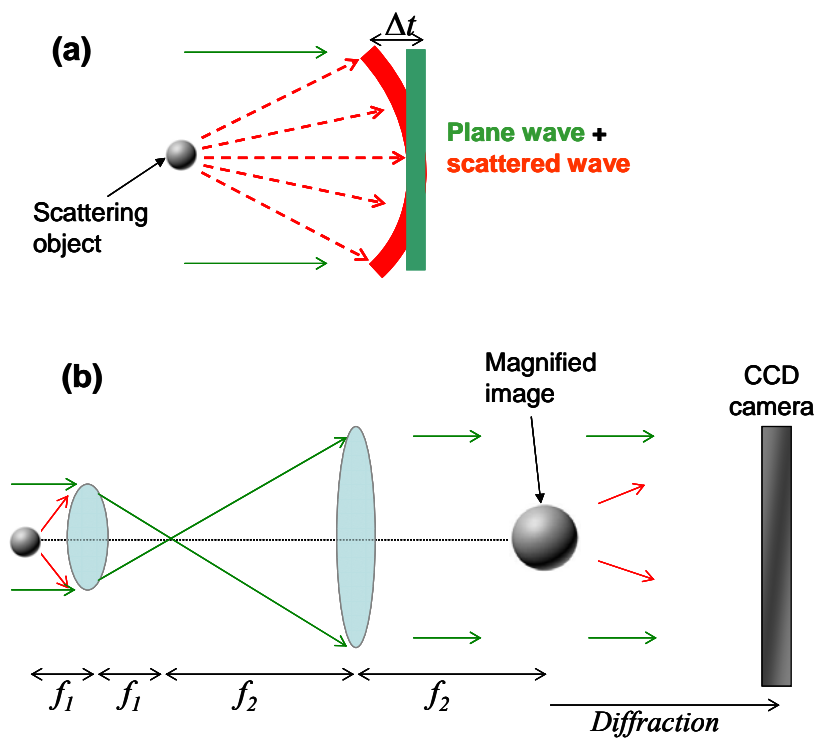 (a)
Δt
Plane wave +
scattered wave
Scattering
object
(b)
Magnified
image
CCD
camera
f1
f1
f2
f2
Diffraction